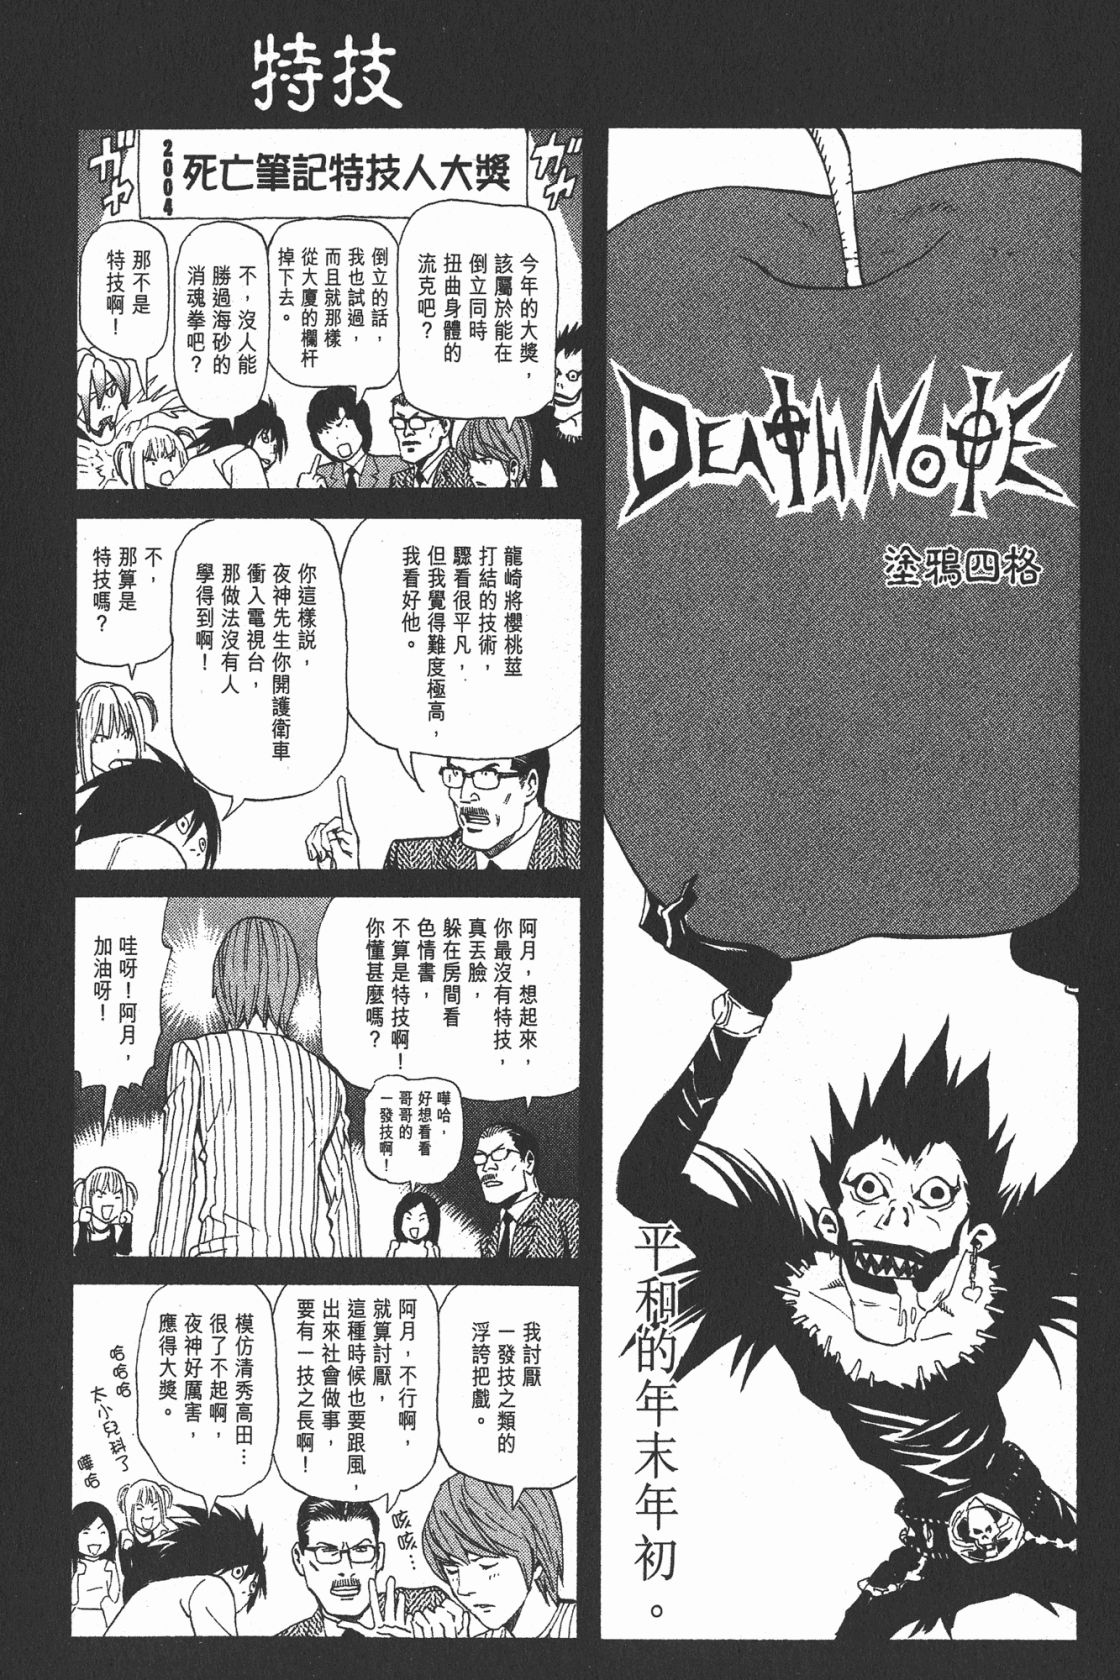 特技
DEATH NOTE
塗鴉四格
平和的年末年初。
ガヤ
ガヤ
2004
死亡筆記特技人大獎
今年的大獎，
該屬於能在
倒立同時
扭曲身體的
流克吧？
倒立的話，
我也試過，
而且就那樣
從大廈的欄杆
掉下去。
不，沒人能
勝過海砂的
消魂拳吧？
那不是
特技啊！
龍崎將櫻桃莖
打結的技術，
驟看很平凡，
但我覺得難度極高，
我看好他。
你這樣說，
夜神先生你開護衛車
衝入電視台，
那做法沒有人
學得到啊！
不，
那算是
特技嗎？
阿月，想起來，
你最沒有特技，
真丟臉，
躲在房間看
色情書，
不算是特技啊！
你懂甚麼嗎？
嘩哈，
好想看看
哥哥的
一發技啊！
哇呀！阿月，
加油呀！
我討厭
一發技之類的
浮誇把戲。
阿月，不行啊，
就算討厭，
這種時候也要跟風，
出來社會做事，
要有一技之長啊！
咳
咳…
模仿清秀高田…
很了不起啊，
夜神好厲害，
應得大獎。
哈哈哈
太小兒科了
嘩哈